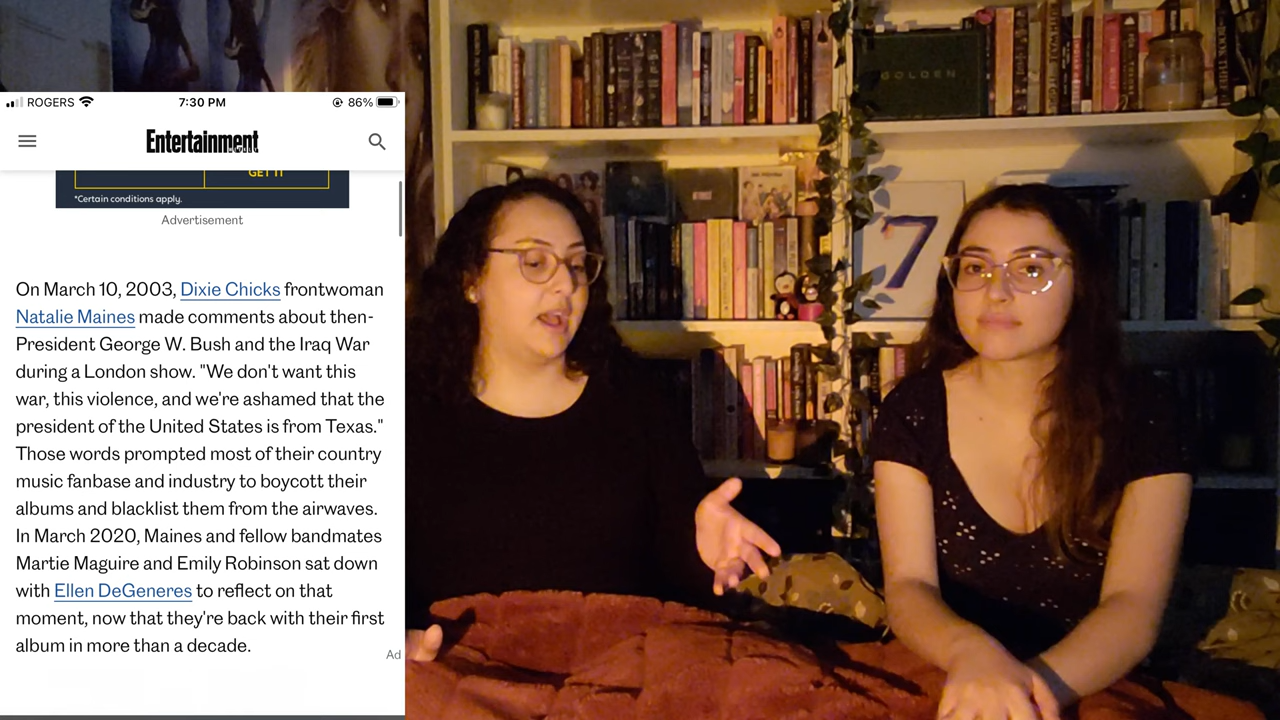 ROGERS 7:30 PM 86%
Entertainment
GET IT
*Certain conditions apply.
Advertisement
On March 10, 2003, Dixie Chicks frontwoman
Natalie Maines made comments about then-
President George W. Bush and the Iraq War
during a London show. "We don't want this
war, this violence, and we're ashamed that the
president of the United States is from Texas."
Those words prompted most of their country
music fanbase and industry to boycott their
albums and blacklist them from the airwaves.
In March 2020, Maines and fellow bandmates
Martie Maguire and Emily Robinson sat down
with Ellen DeGeneres to reflect on that
moment, now that they're back with their first
album in more than a decade.
Ad
GOLDEN
7